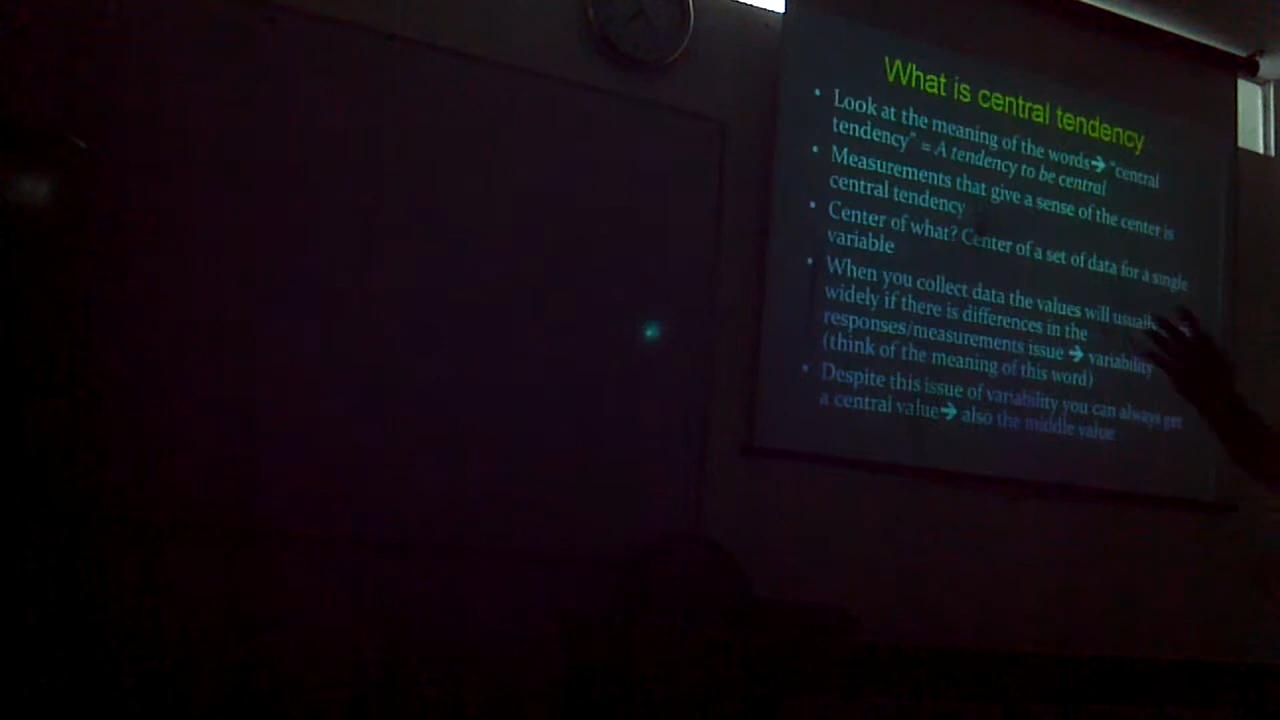 What is central tendency
• Look at the meaning of the words➔ "central
tendency" = A tendency to be central
• Measurements that give a sense of the center is
central tendency
• Center of what? Center of a set of data for a single
variable
• When you collect data the values will usually
widely if there is differences in the
responses/measurements issue ➔ variability
(think of the meaning of this word)
• Despite this issue of variability you can always get
a central value➔ also the middle value